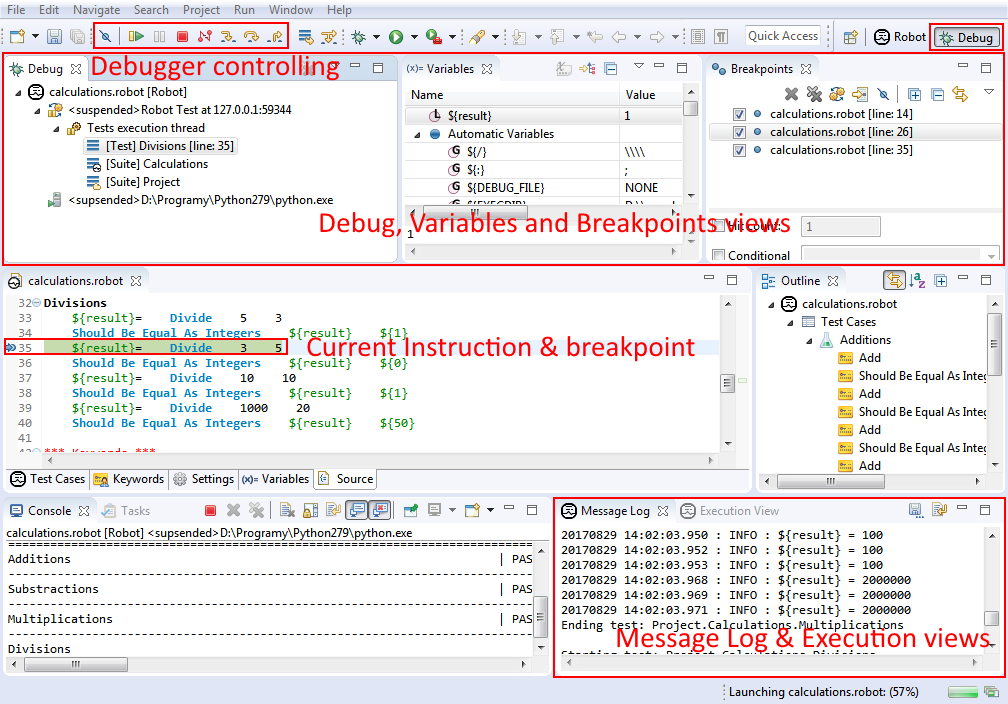 File Edit Navigate Search Project Run Window Help
Quick Access Robot Debug
Debug
Debugger controlling
calculations.robot [Robot]
<suspended>Robot Test at 127.0.0.1:59344
Tests execution thread
[Test] Divisions [line: 35]
[Suite] Calculations
[Suite] Project
<supsended>D:\Programy\Python279\python.exe
(x)= Variables
Name Value
${result} 1
Automatic Variables
${/} \\\\
${:} ;
${DEBUG_FILE} NONE
1
Breakpoints
calculations.robot [line: 14]
calculations.robot [line: 26]
calculations.robot [line: 35]
Hit count: 1
Conditional
Debug, Variables and Breakpoints views
calculations.robot
32 Divisions
33 ${result}= Divide 5 3
34 Should Be Equal As Integers ${result} ${1}
35 ${result}= Divide 3 5
Current Instruction & breakpoint
36 Should Be Equal As Integers ${result} ${0}
37 ${result}= Divide 10 10
38 Should Be Equal As Integers ${result} ${1}
39 ${result}= Divide 1000 20
40 Should Be Equal As Integers ${result} ${50}
41
Test Cases Keywords Settings (x)= Variables Source
Outline
calculations.robot
Test Cases
Additions
Add
Should Be Equal As Integ
Add
Should Be Equal As Integ
Add
Should Be Equal As Integ
Add
Console Tasks
calculations.robot [Robot] <supsended>D:\Programy\Python279\python.exe
Additions | PAS
Substractions | PAS
Multiplications | PAS
Divisions
Message Log Execution View
20170829 14:02:03.950 : INFO : ${result} = 100
20170829 14:02:03.952 : INFO : ${result} = 100
20170829 14:02:03.953 : INFO : ${result} = 100
20170829 14:02:03.968 : INFO : ${result} = 2000000
20170829 14:02:03.969 : INFO : ${result} = 2000000
20170829 14:02:03.971 : INFO : ${result} = 2000000
Ending test: Project.Calculations.Multiplications
Message Log & Execution views
Starting test: Project.Calculations.Divisions
Launching calculations.robot: (57%)